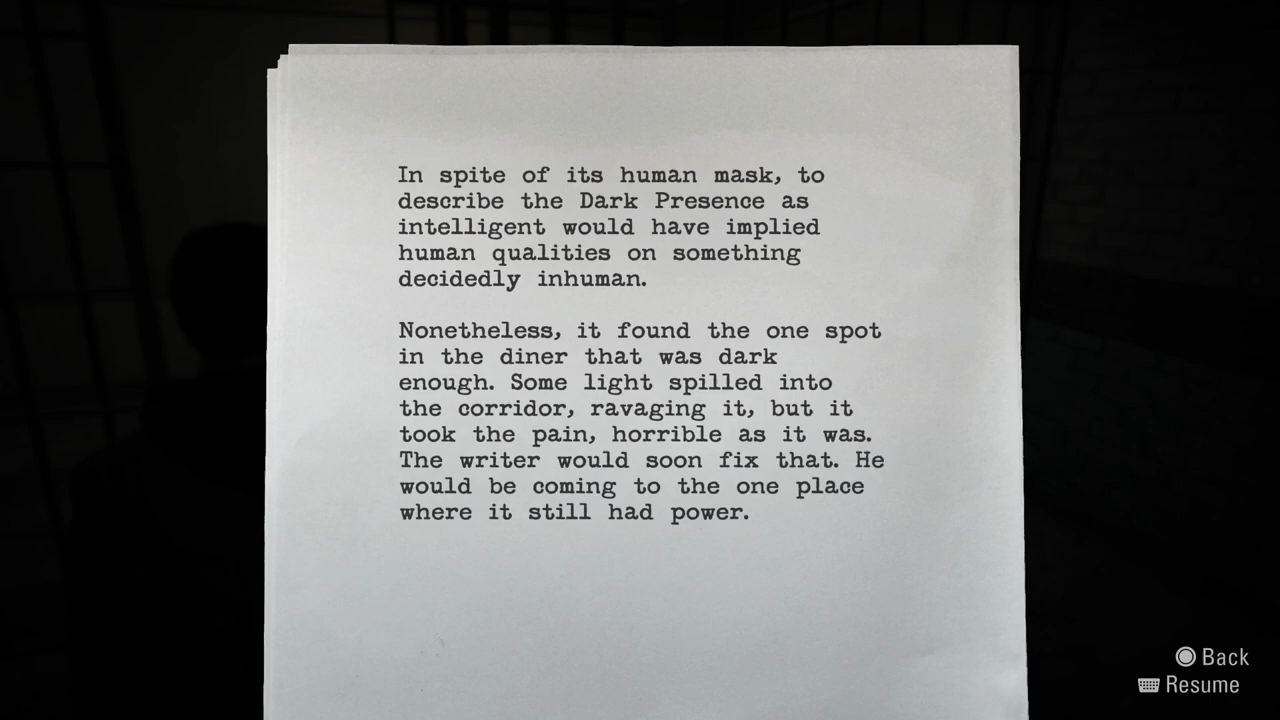 In spite of its human mask, to
describe the Dark Presence as
intelligent would have implied
human qualities on something
decidedly inhuman.
Nonetheless, it found the one spot
in the diner that was dark
enough. Some light spilled into
the corridor, ravaging it, but it
took the pain, horrible as it was.
The writer would soon fix that. He
would be coming to the one place
where it still had power.
Back
Resume